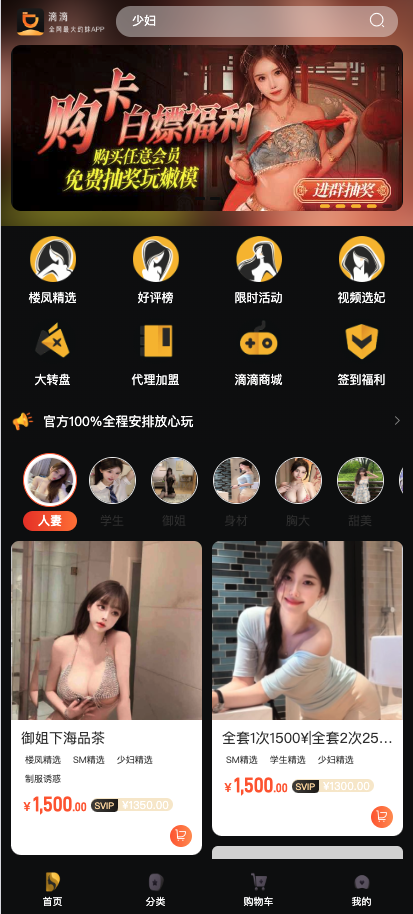 滴滴
全网最大约妹APP
少妇
购卡白嫖福利
购买任意会员
免费抽奖玩嫩模
进群抽奖
楼凤精选
好评榜
限时活动
视频选妃
大转盘
代理加盟
滴滴商城
签到福利
官方100%全程安排放心玩
人妻
学生
御姐
身材
胸大
甜美
御姐下海品茶
楼凤精选 SM精选 少妇精选
制服诱惑
¥1,500.00 SVIP ¥1350.00
全套1次1500¥|全套2次25...
SM精选 学生精选 少妇精选
¥1,500.00 SVIP ¥1300.00
首页
分类
购物车
我的